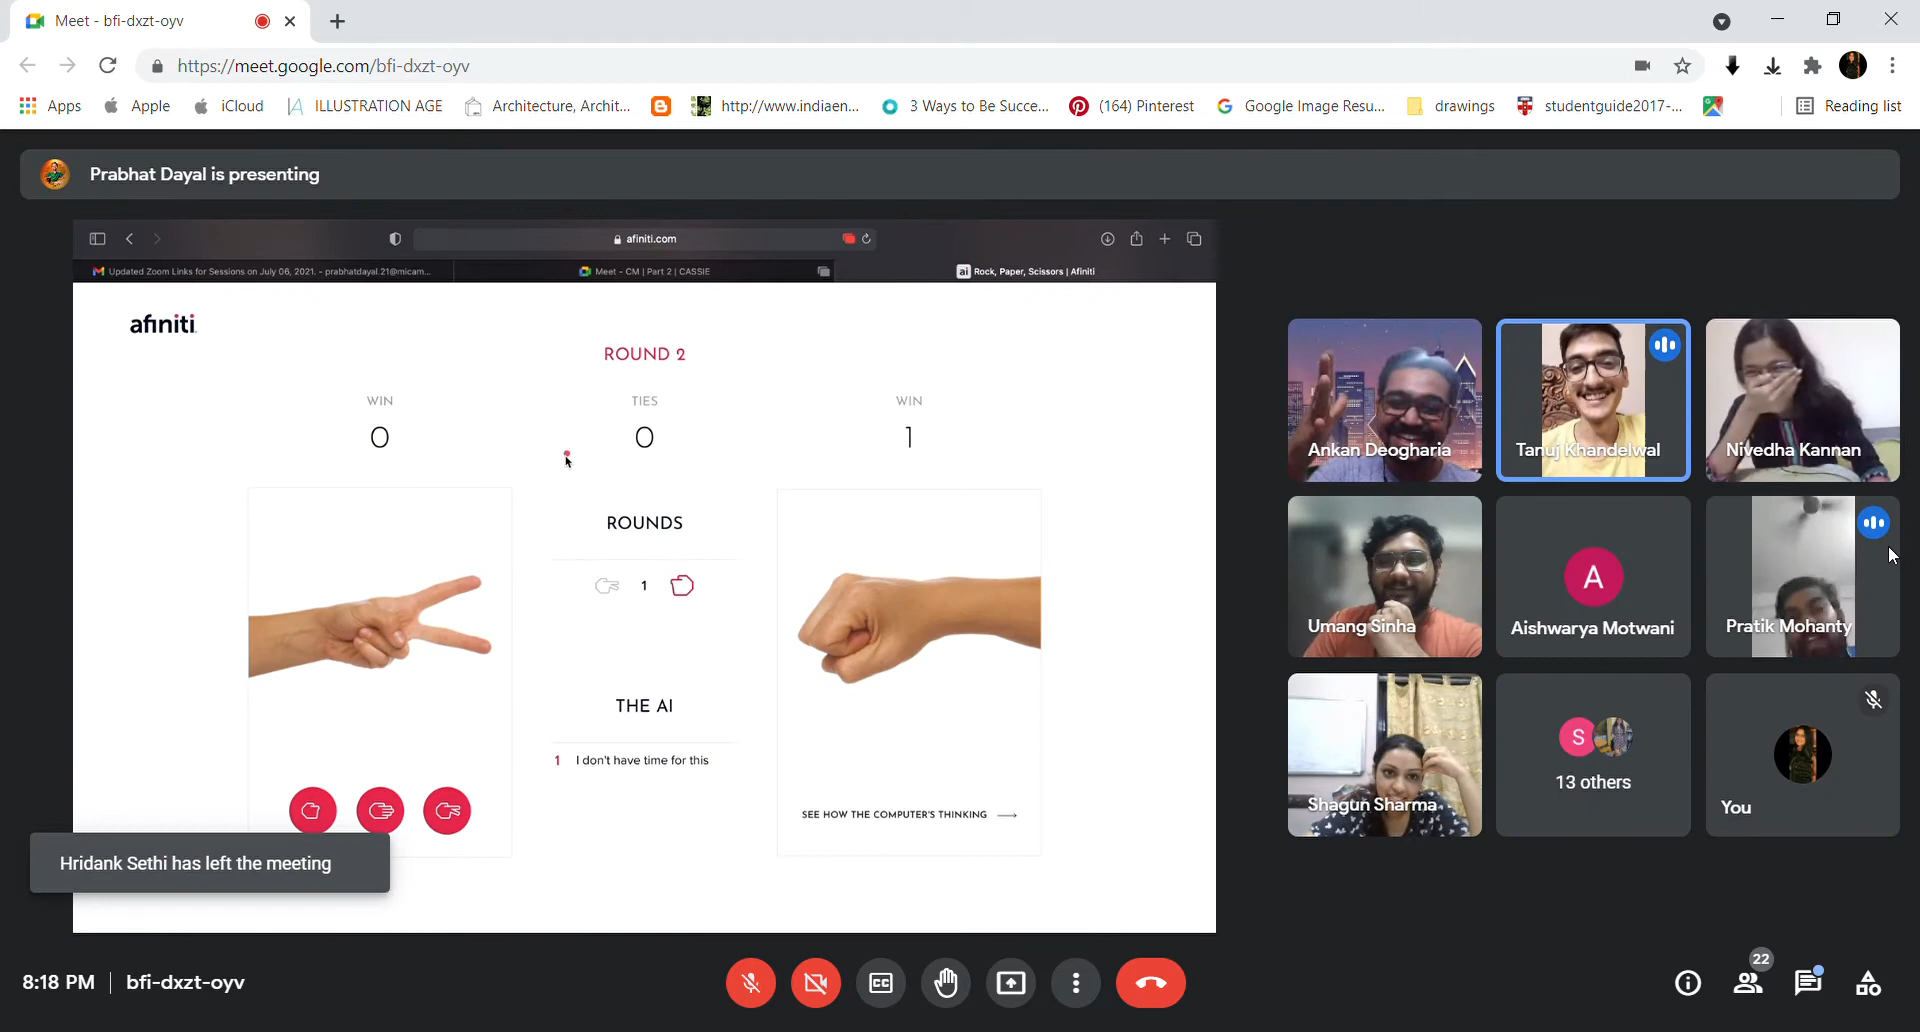 Meet - bfi-dxzt-oyv
https://meet.google.com/bfi-dxzt-oyv
Apps
Apple
iCloud
ILLUSTRATION AGE
Architecture, Archit...
http://www.indiaen...
3 Ways to Be Succe...
(164) Pinterest
Google Image Resu...
drawings
studentguide2017-...
Reading list
Prabhat Dayal is presenting
afiniti.com
Updated Zoom Links for Sessions on July 06, 2021. - prabhatdayal.21@micam...
Meet - CM | Part 2 | CASSIE
ai Rock, Paper, Scissors | Afiniti
afiniti
ROUND 2
WIN
TIES
WIN
0
0
1
ROUNDS
1
THE AI
1 I don't have time for this
SEE HOW THE COMPUTER'S THINKING
Hridank Sethi has left the meeting
Ankan Deogharia
Tanuj Khandelwal
Nivedha Kannan
Umang Sinha
A
Aishwarya Motwani
Pratik Mohanty
Shagun Sharma
S
13 others
You
8:18 PM | bfi-dxzt-oyv
CC
22